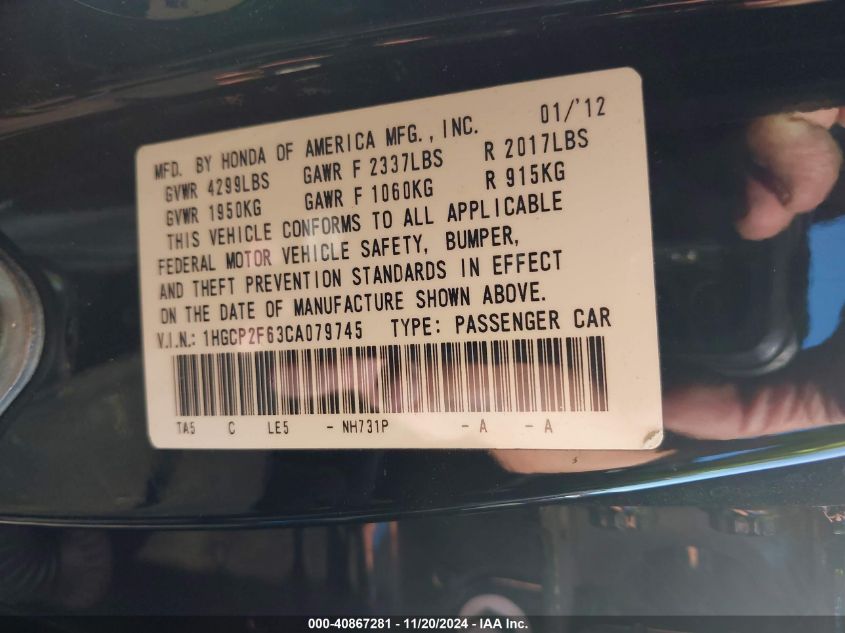 MFD. BY HONDA OF AMERICA MFG., INC. 01/'12
GVWR 4299LBS GAWR F 2337LBS R 2017LBS
GVWR 1950KG GAWR F 1060KG R 915KG
THIS VEHICLE CONFORMS TO ALL APPLICABLE
FEDERAL MOTOR VEHICLE SAFETY, BUMPER,
AND THEFT PREVENTION STANDARDS IN EFFECT
ON THE DATE OF MANUFACTURE SHOWN ABOVE.
V.I.N.: 1HGCP2F63CA079745 TYPE: PASSENGER CAR
TA5 C LE5 - NH731P - A - A
000-40867281 - 11/20/2024 - IAA Inc.